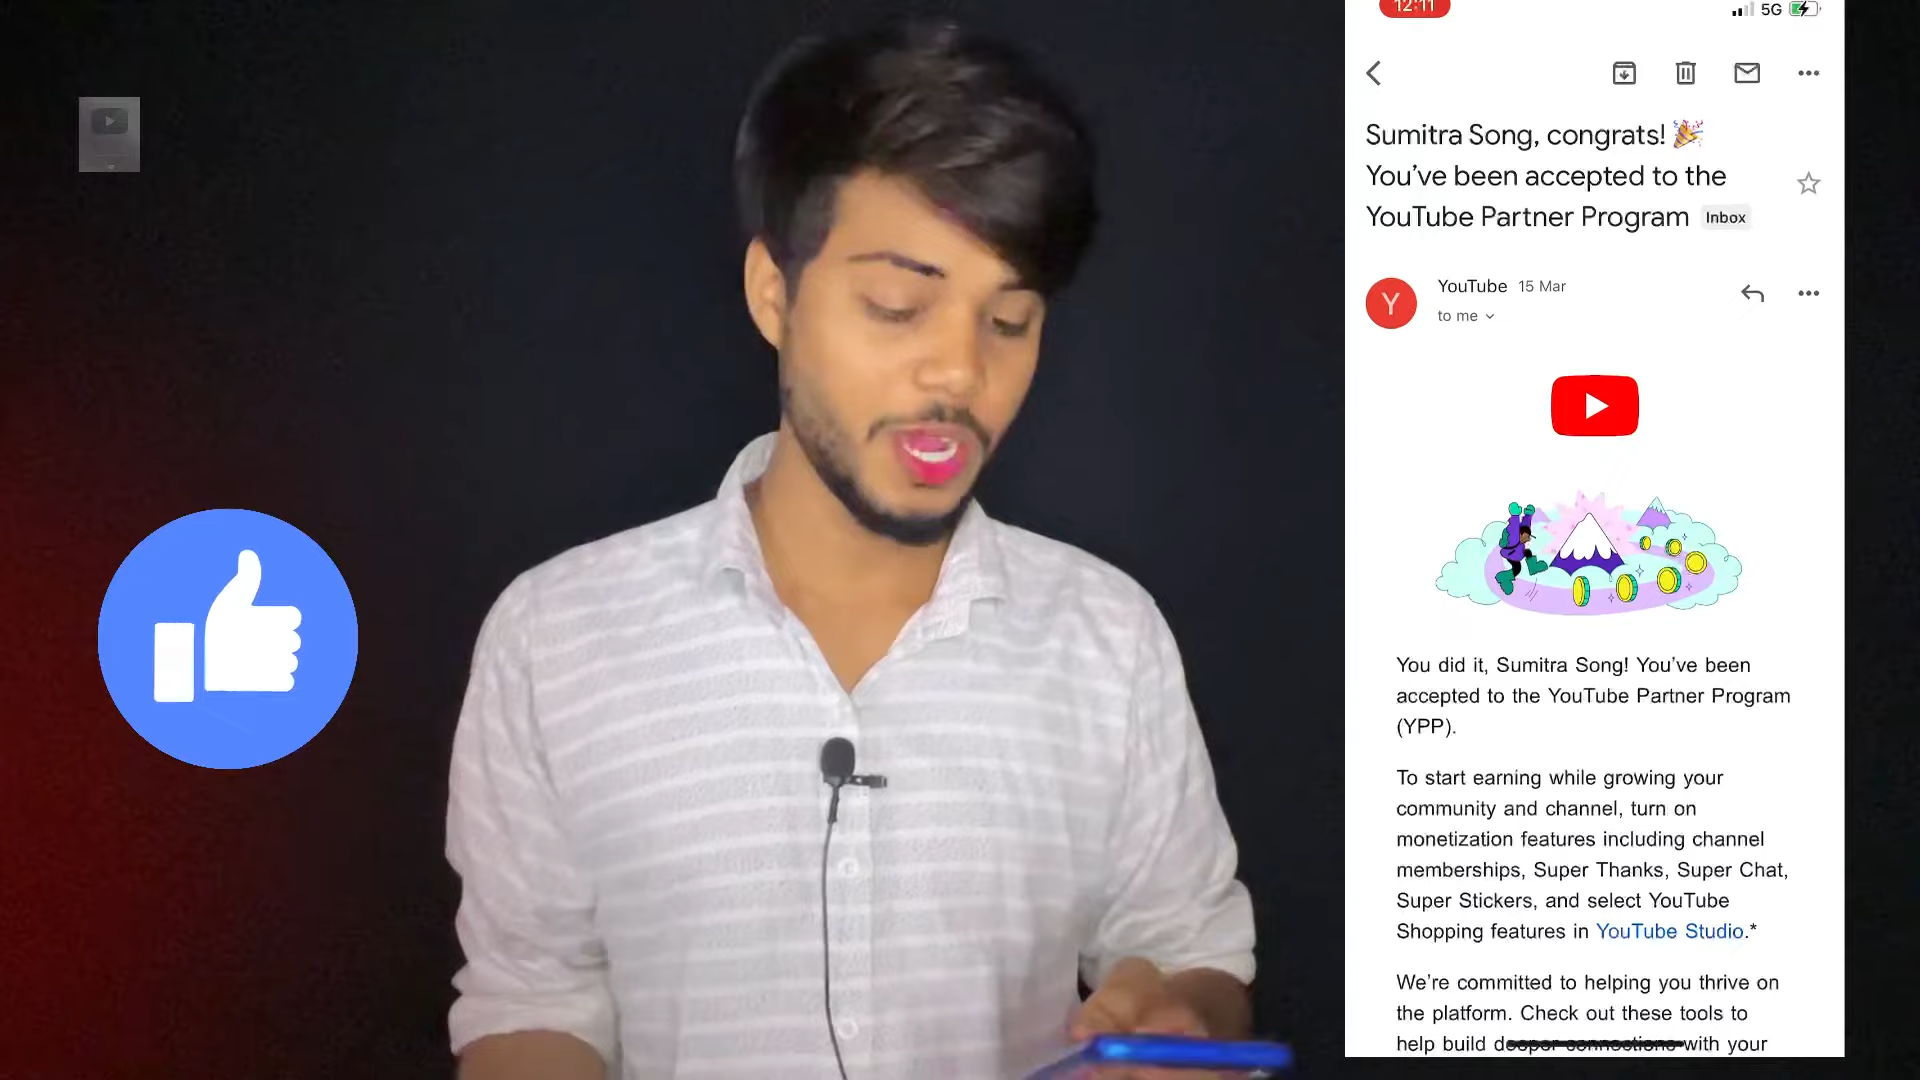 12:11
5G
Sumitra Song, congrats! 🎉
You’ve been accepted to the
YouTube Partner Program Inbox
Y
YouTube 15 Mar
to me
You did it, Sumitra Song! You’ve been
accepted to the YouTube Partner Program
(YPP).
To start earning while growing your
community and channel, turn on
monetization features including channel
memberships, Super Thanks, Super Chat,
Super Stickers, and select YouTube
Shopping features in YouTube Studio.*
We’re committed to helping you thrive on
the platform. Check out these tools to
help build deeper connections with your